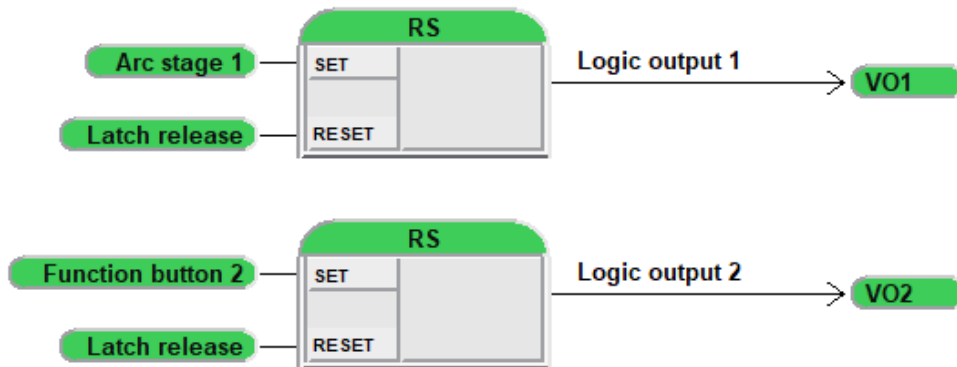 RS
Arc stage 1
SET
Logic output 1
VO1
Latch release
RESET
RS
Function button 2
SET
Logic output 2
VO2
Latch release
RESET